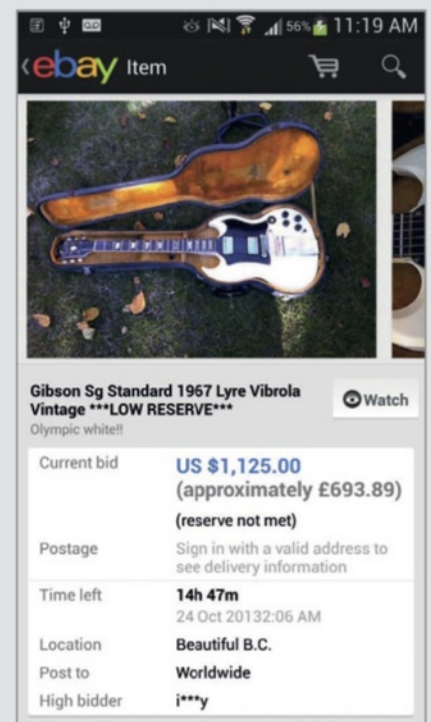 56% 11:19 AM
ebay Item
Gibson Sg Standard 1967 Lyre Vibrola
Vintage ***LOW RESERVE***
Watch
Olympic white!!
Current bid
US $1,125.00
(approximately £693.89)
(reserve not met)
Postage
Sign in with a valid address to
see delivery information
Time left
14h 47m
24 Oct 20132:06 AM
Location
Beautiful B.C.
Post to
Worldwide
High bidder
i***y